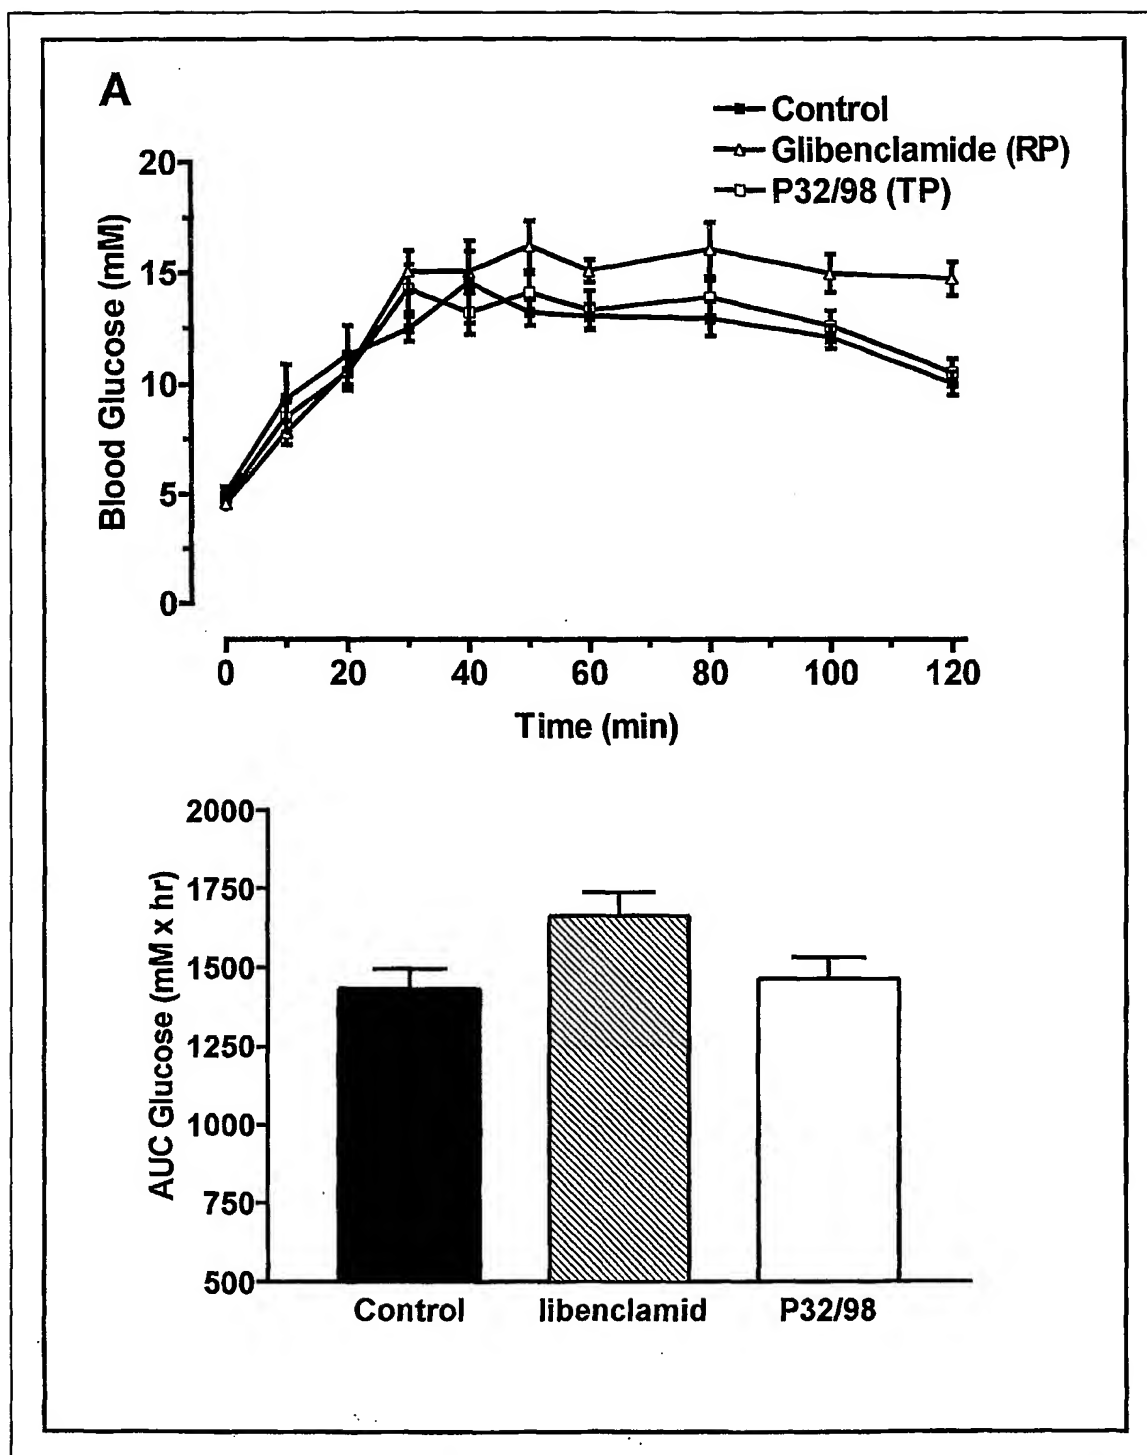 A
Control
Glibenclamide (RP)
P32/98 (TP)
20
15
10
5
0
Blood Glucose (mM)
0 20 40 60 80 100 120
Time (min)
2000
1750
1500
1250
1000
750
500
AUC Glucose (mM x hr)
Control libenclamid P32/98